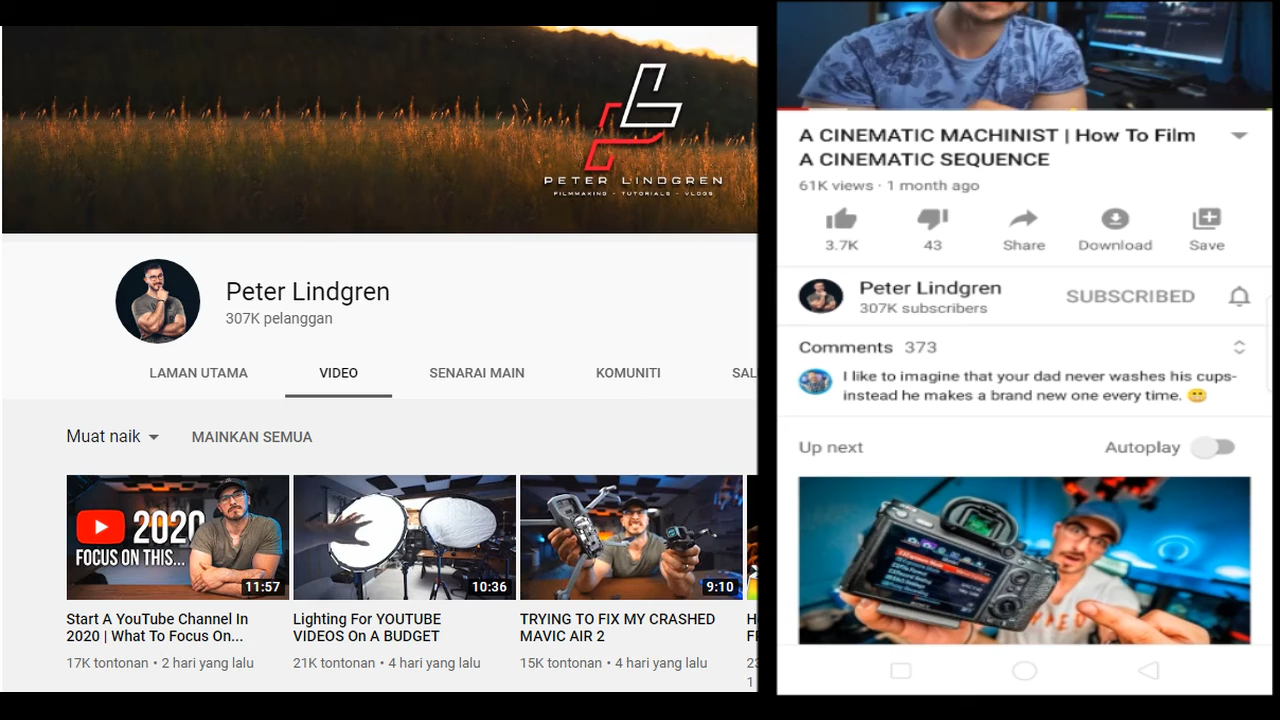 PETER LINDGREN
FILMMAKING - TUTORIALS - VLOGS
Peter Lindgren
307K pelanggan
LAMAN UTAMA VIDEO SENARAI MAIN KOMUNITI SAL
Muat naik MAINKAN SEMUA
2020
FOCUS ON THIS...
11:57
10:36
9:10
Start A YouTube Channel In
2020 | What To Focus On...
17K tontonan • 2 hari yang lalu
Lighting For YOUTUBE
VIDEOS On A BUDGET
21K tontonan • 4 hari yang lalu
TRYING TO FIX MY CRASHED
MAVIC AIR 2
15K tontonan • 4 hari yang lalu
A CINEMATIC MACHINIST | How To Film
A CINEMATIC SEQUENCE
61K views · 1 month ago
3.7K 43 Share Download Save
Peter Lindgren
307K subscribers
SUBSCRIBED
Comments 373
I like to imagine that your dad never washes his cups-
instead he makes a brand new one every time. 😁
Up next Autoplay